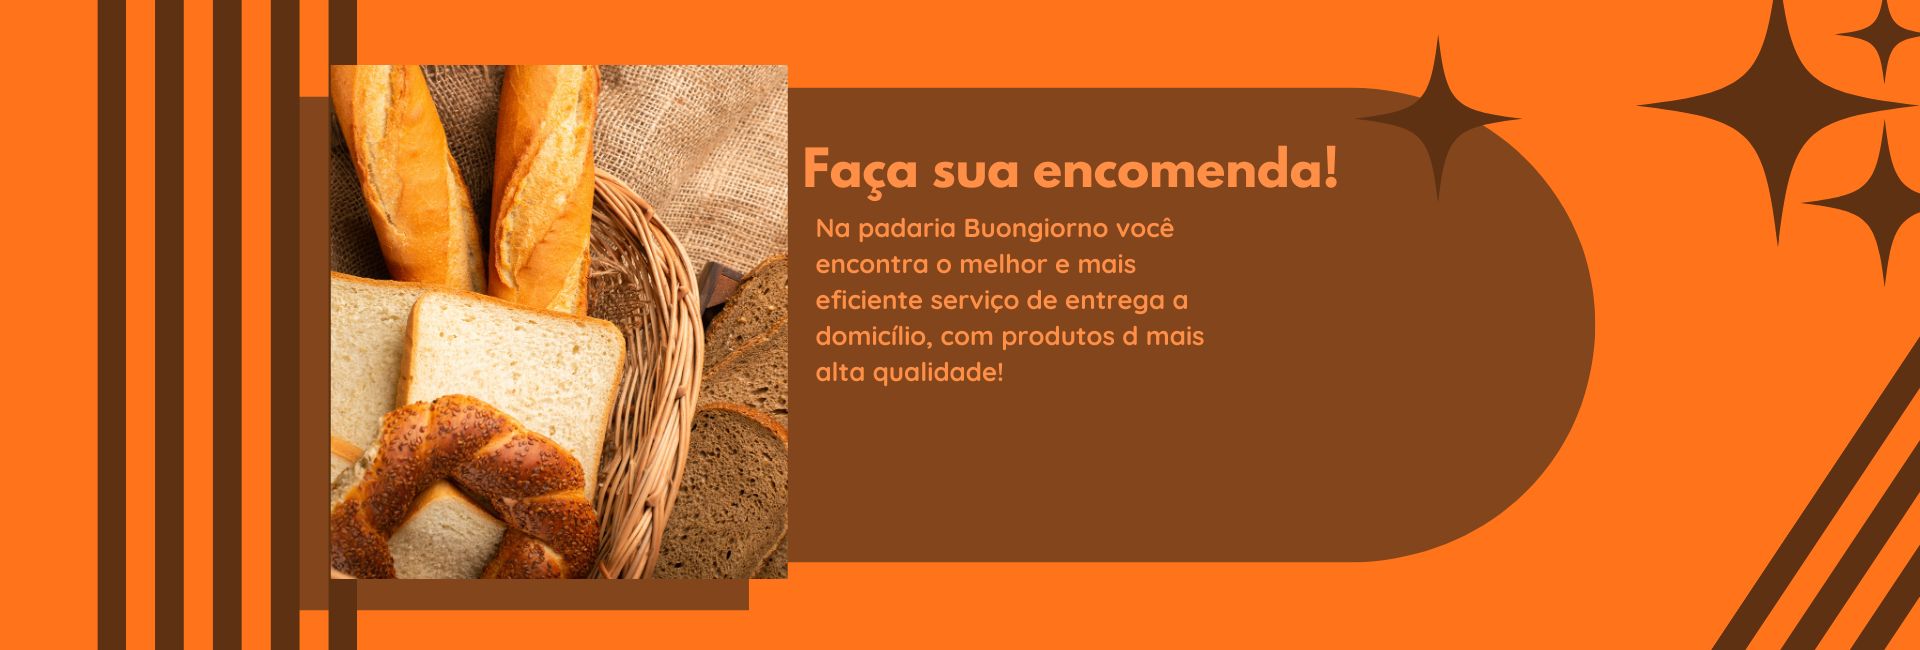 Faça sua encomenda!
Na padaria Buongiorno você
encontra o melhor e mais
eficiente serviço de entrega a
domicílio, com produtos d mais
alta qualidade!